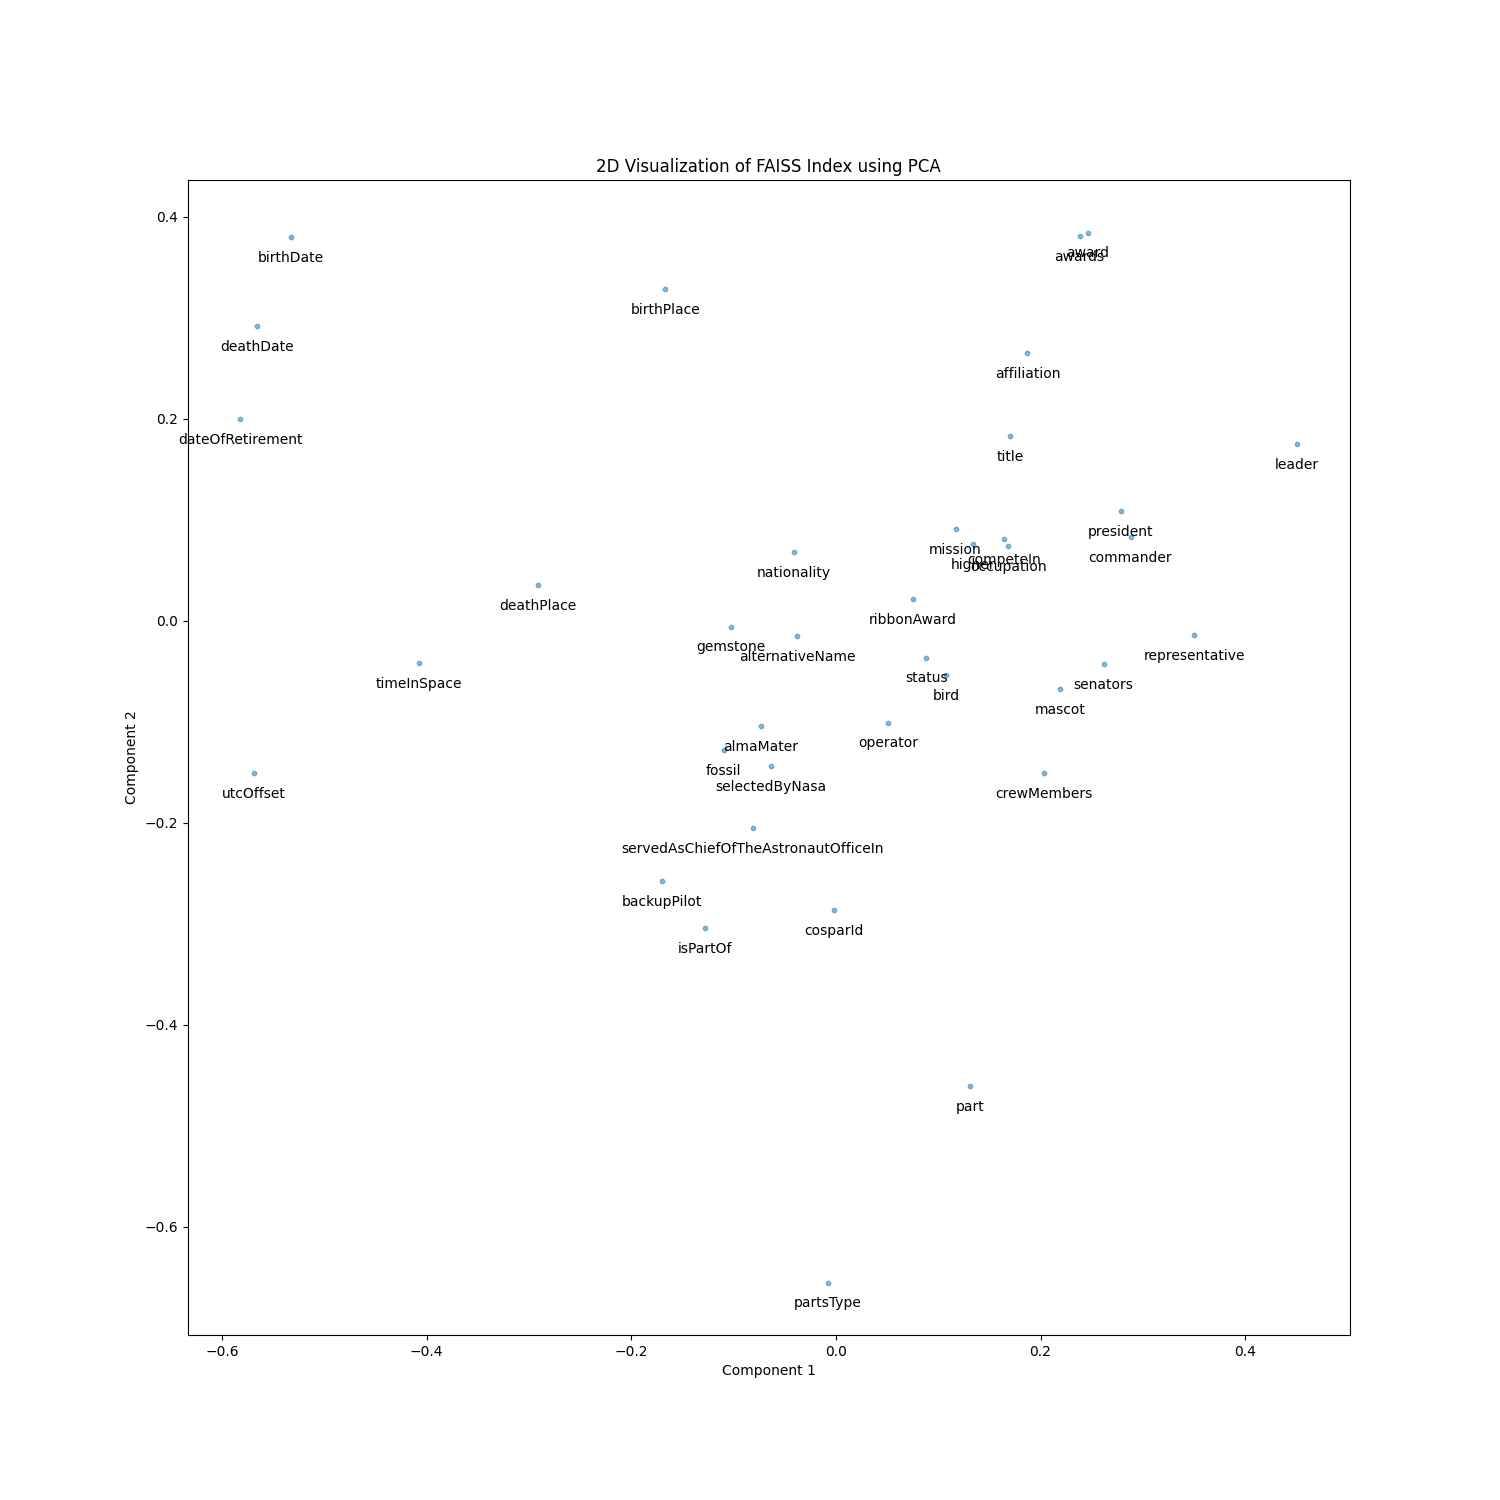 2D Visualization of FAISS Index using PCA
0.4
birthDate
award
awards
birthPlace
deathDate
affiliation
0.2
dateOfRetirement
title
leader
president
mission
commander
competeIn
higher
occupation
nationality
deathPlace
ribbonAward
0.0
gemstone
alternativeName
representative
timeInSpace
status
senators
bird
mascot
operator
almaMater
fossil
selectedByNasa
utcOffset
crewMembers
−0.2
servedAsChiefOfTheAstronautOfficeIn
backupPilot
cosparId
isPartOf
−0.4
part
−0.6
partsType
−0.6 −0.4 −0.2 0.0 0.2 0.4
Component 1
Component 2